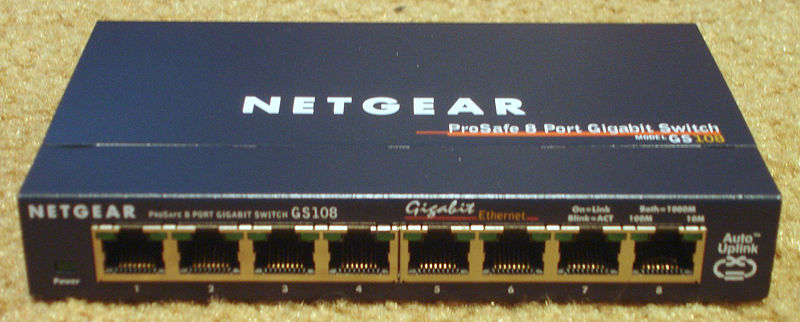 NETGEAR
ProSafe 8 Port Gigabit Switch
MODEL GS108
NETGEAR ProSafe 8 PORT GIGABIT SWITCH GS108
Gigabit Ethernet
On=Link Both=1000M
Blink=ACT 100M 10M
Auto™
Uplink
Power
1 2 3 4 5 6 7 8